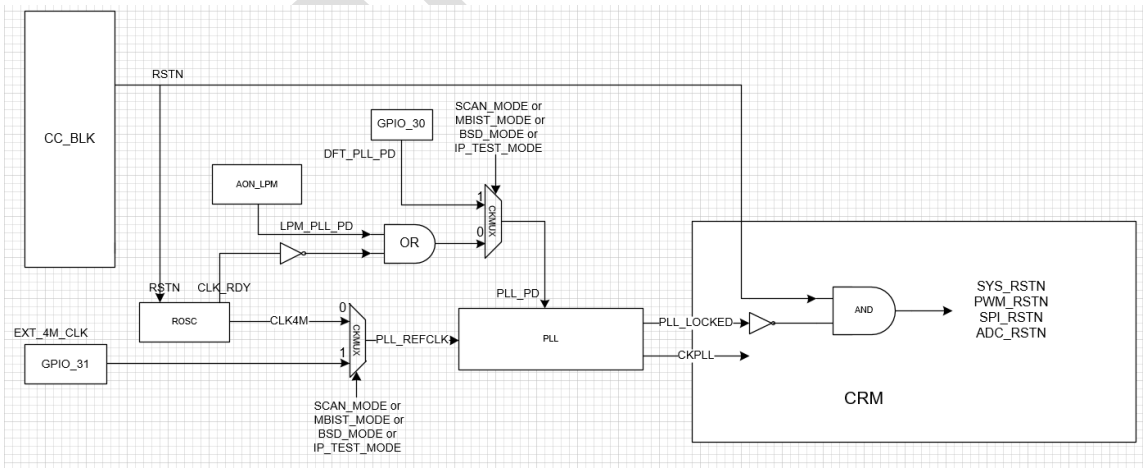 RSTN
CC_BLK
SCAN_MODE or
MBIST_MODE or
BSD_MODE or
IP_TEST_MODE
GPIO_30
DFT_PLL_PD
AON_LPM
1
CKMUX
0
LPM_PLL_PD
OR
RSTN
CLK_RDY
PLL_PD
SYS_RSTN
PWM_RSTN
SPI_RSTN
ADC_RSTN
AND
ROSC
CLK4M
0
CKMUX
1
PLL_REFCLK
PLL
PLL_LOCKED
CKPLL
EXT_4M_CLK
GPIO_31
SCAN_MODE or
MBIST_MODE or
BSD_MODE or
IP_TEST_MODE
CRM